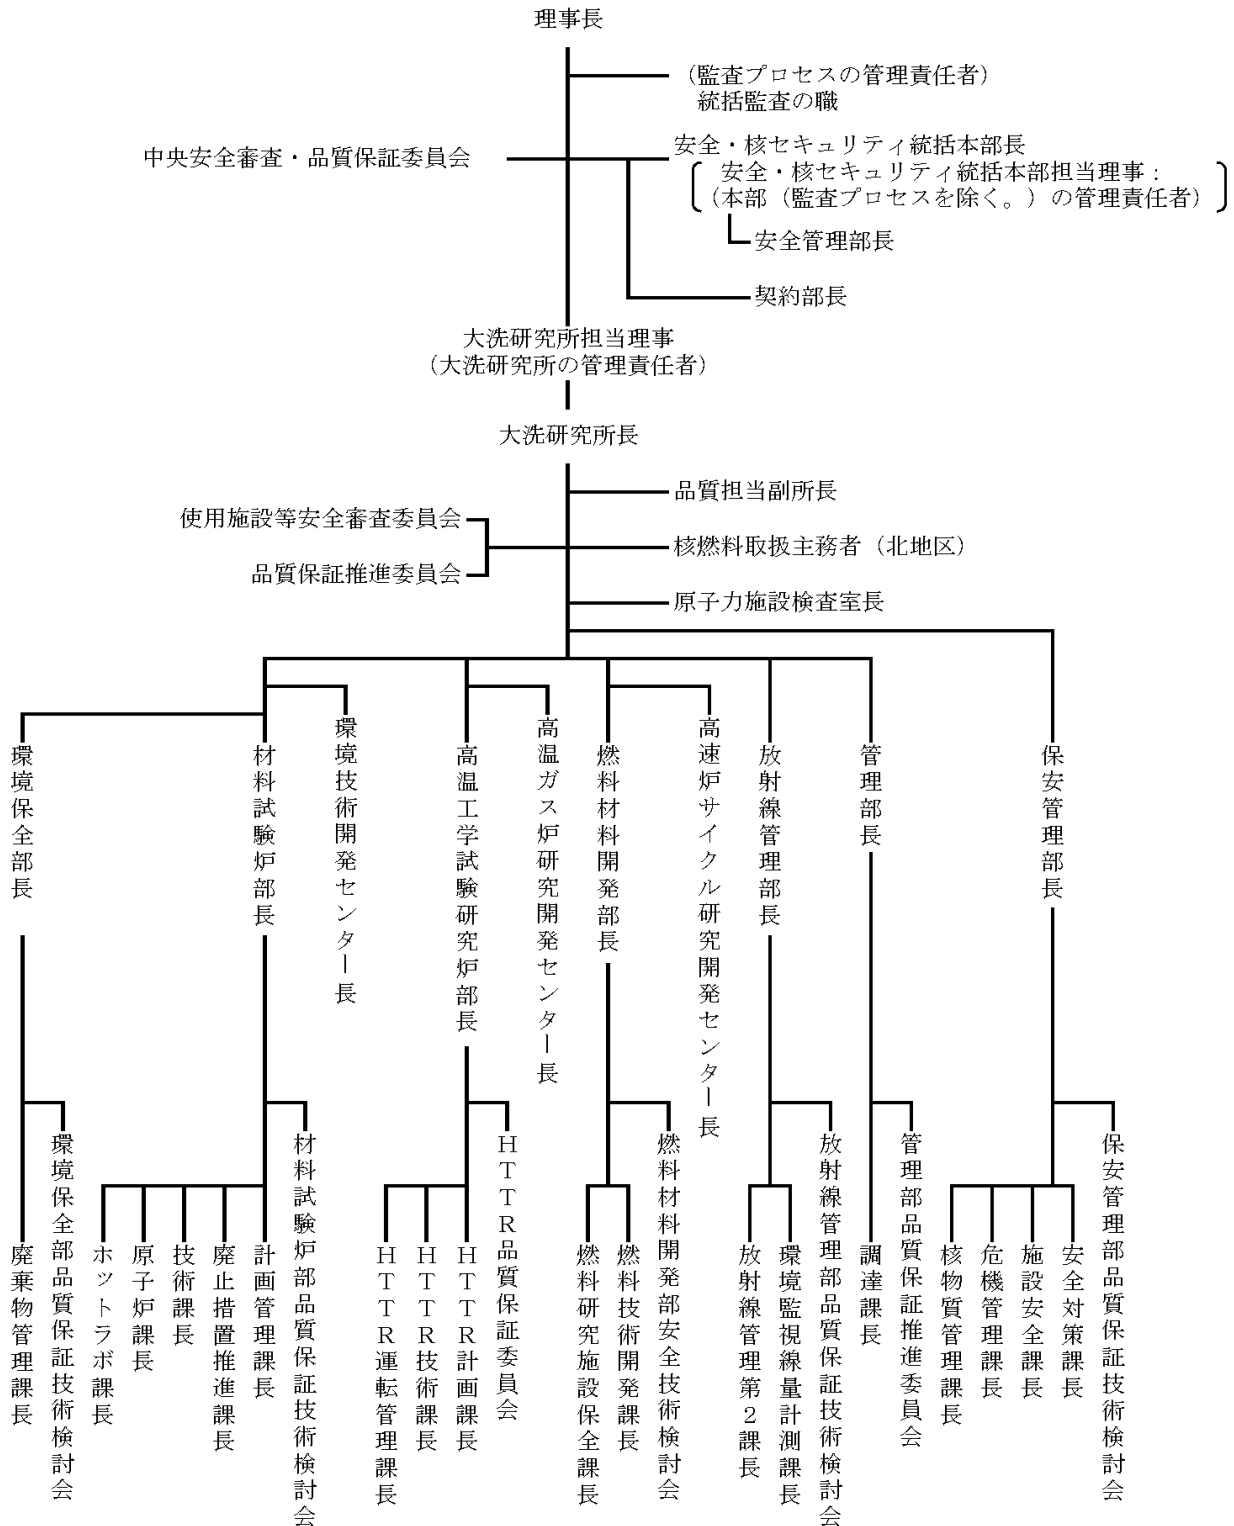 理事長
（監査プロセスの管理責任者）
統括監査の職
中央安全審査・品質保証委員会
安全・核セキュリティ統括本部長
安全・核セキュリティ統括本部担当理事：
（本部（監査プロセスを除く。）の管理責任者）
安全管理部長
契約部長
大洗研究所担当理事
（大洗研究所の管理責任者）
大洗研究所長
品質担当副所長
使用施設等安全審査委員会
核燃料取扱主務者（北地区）
品質保証推進委員会
原子力施設検査室長
環境保全部長
材料試験炉部長
環境技術開発センター長
高温工学試験研究炉部長
高温ガス炉研究開発センター長
燃料材料開発部長
高速炉サイクル研究開発センター長
放射線管理部長
管理部長
保安管理部長
廃棄物管理課長
環境保全部品質保証技術検討会
ホットラボ課長
原子炉課長
技術課長
廃止措置推進課長
計画管理課長
材料試験炉部品質保証技術検討会
ＨＴＴＲ運転管理課長
ＨＴＴＲ技術課長
ＨＴＴＲ計画課長
ＨＴＴＲ品質保証委員会
燃料研究施設保全課長
燃料技術開発課長
燃料材料開発部安全技術検討会
放射線管理第２課長
環境監視線量計測課長
放射線管理部品質保証技術検討会
調達課長
管理部品質保証推進委員会
核物質管理課長
危機管理課長
施設安全課長
安全対策課長
保安管理部品質保証技術検討会